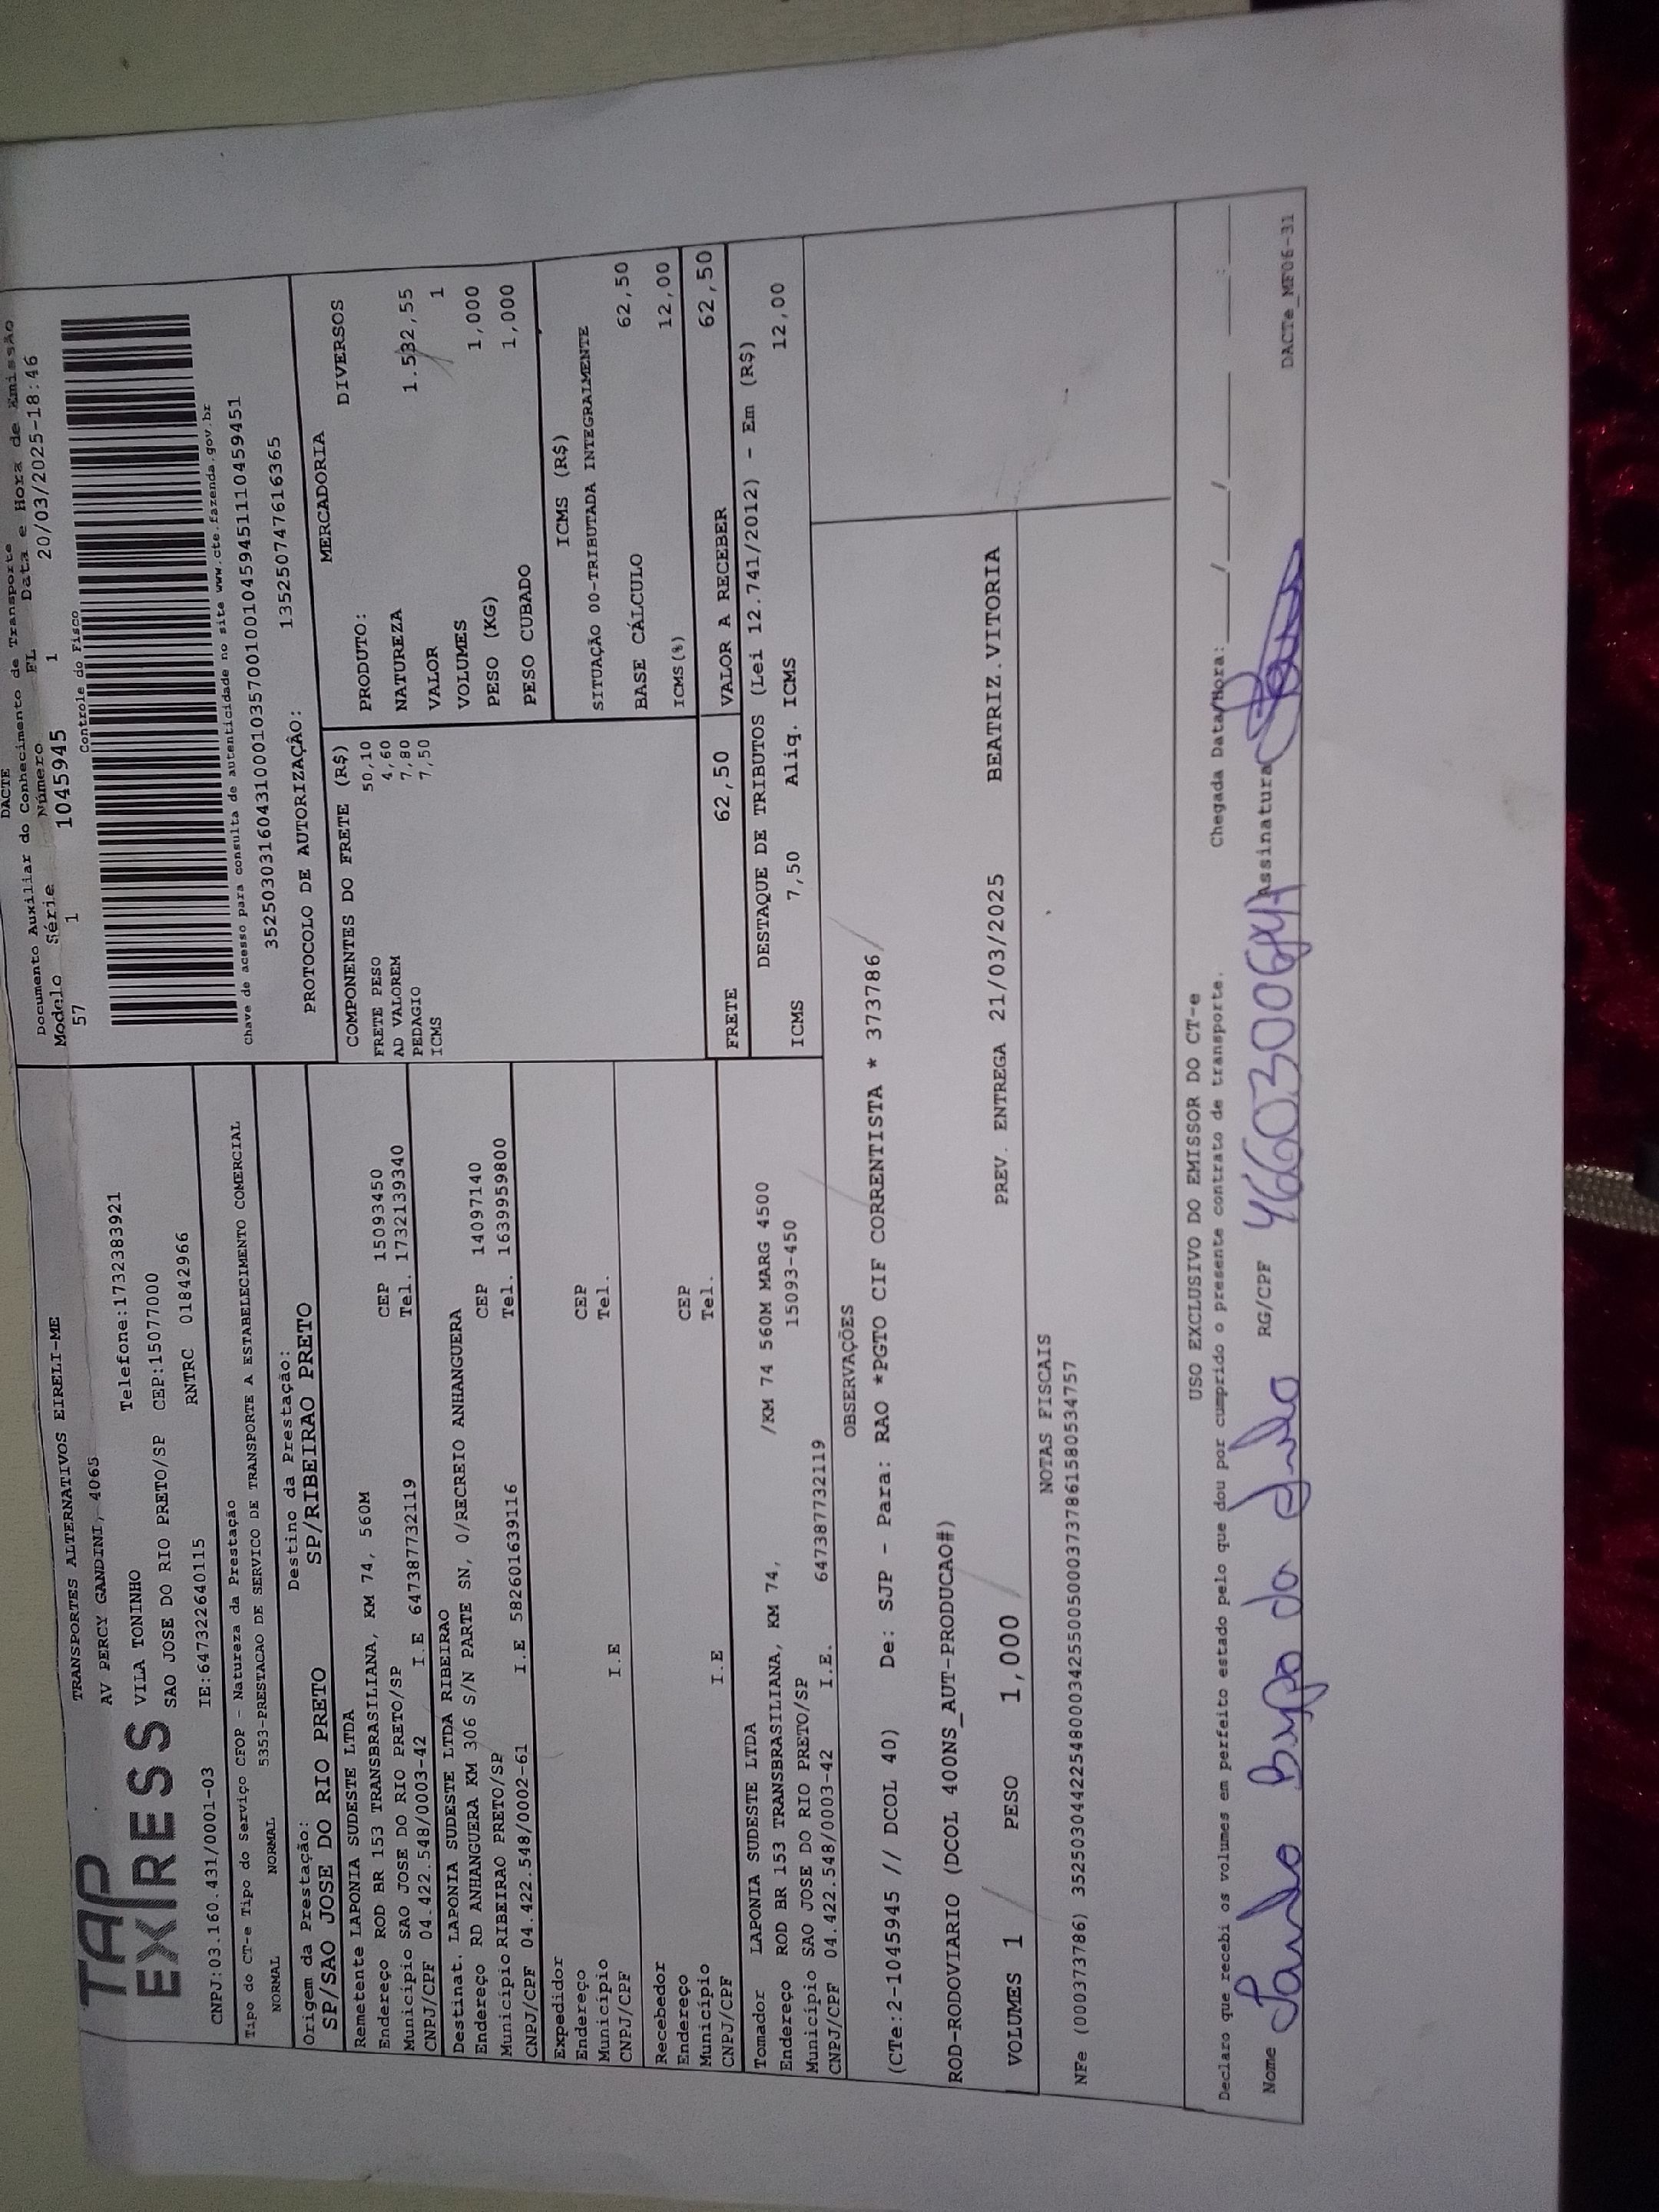 TAP
EXPRESS
TRANSPORTES ALTERNATIVOS EIRELI-ME
AV PERCY GANDINI, 4065
VILA TONINHO Telefone:1732383921
SAO JOSE DO RIO PRETO/SP CEP:15077000
CNPJ:03.160.431/0001-03 IE:647322640115 RNTRC 01842966
DACTE
Documento Auxiliar do Conhecimento de Transporte
Modelo Série Número FL Data e Hora de Emissão
57 1 1045945 1 20/03/2025-18:46
Controle do Fisco
Chave de acesso para consulta de autenticidade no site www.cte.fazenda.gov.br
35250303160431000103570010010459451110459451
PROTOCOLO DE AUTORIZAÇÃO: 135250747616365
Tipo do CT-e Tipo do Serviço CFOP - Natureza da Prestação
NORMAL NORMAL 5353-PRESTACAO DE SERVICO DE TRANSPORTE A ESTABELECIMENTO COMERCIAL
Origem da Prestação: Destino da Prestação:
SP/SAO JOSE DO RIO PRETO SP/RIBEIRAO PRETO
Remetente LAPONIA SUDESTE LTDA
Endereço ROD BR 153 TRANSBRASILIANA, KM 74, 560M CEP 15093450
Município SAO JOSE DO RIO PRETO/SP Tel. 1732139340
CNPJ/CPF 04.422.548/0003-42 I.E 647387732119
Destinat. LAPONIA SUDESTE LTDA RIBEIRAO
Endereço RD ANHANGUERA KM 306 S/N PARTE SN, 0/RECREIO ANHANGUERA CEP 14097140
Município RIBEIRAO PRETO/SP Tel. 1639959800
CNPJ/CPF 04.422.548/0002-61 I.E 582601639116
Expedidor
Endereço CEP
Município Tel.
CNPJ/CPF I.E
Recebedor
Endereço CEP
Município Tel.
CNPJ/CPF I.E
Tomador LAPONIA SUDESTE LTDA
Endereço ROD BR 153 TRANSBRASILIANA, KM 74, /KM 74 560M MARG 4500
Município SAO JOSE DO RIO PRETO/SP 15093-450
CNPJ/CPF 04.422.548/0003-42 I.E. 647387732119
COMPONENTES DO FRETE (R$)
FRETE PESO 50,10
AD VALOREM 4,60
PEDAGIO 7,80
ICMS 7,50
FRETE 62,50
MERCADORIA
PRODUTO: DIVERSOS
NATUREZA
VALOR 1.532,55
VOLUMES 1
PESO (KG) 1,000
PESO CUBADO 1,000
ICMS (R$)
SITUAÇÃO 00-TRIBUTADA INTEGRALMENTE
BASE CÁLCULO 62,50
ICMS(%) 12,00
VALOR A RECEBER 62,50
DESTAQUE DE TRIBUTOS (Lei 12.741/2012) - Em (R$)
ICMS 7,50 Aliq. ICMS 12,00
OBSERVAÇÕES
(CTe:2-1045945 // DCOL 40) De: SJP - Para: RAO *PGTO CIF CORRENTISTA * 373786
ROD-RODOVIARIO (DCOL 400NS_AUT-PRODUCAO#)
VOLUMES 1 PESO 1,000 PREV. ENTREGA 21/03/2025 BEATRIZ.VITORIA
NOTAS FISCAIS
NFe (000373786) 35250304422548000342550050003737861580534757
USO EXCLUSIVO DO EMISSOR DO CT-e
Declaro que recebi os volumes em perfeito estado pelo que dou por cumprido o presente contrato de transporte. Chegada Data/Hora: ____/____/____ ____:____
Nome RG/CPF Assinatura
DACTe_MF06-31